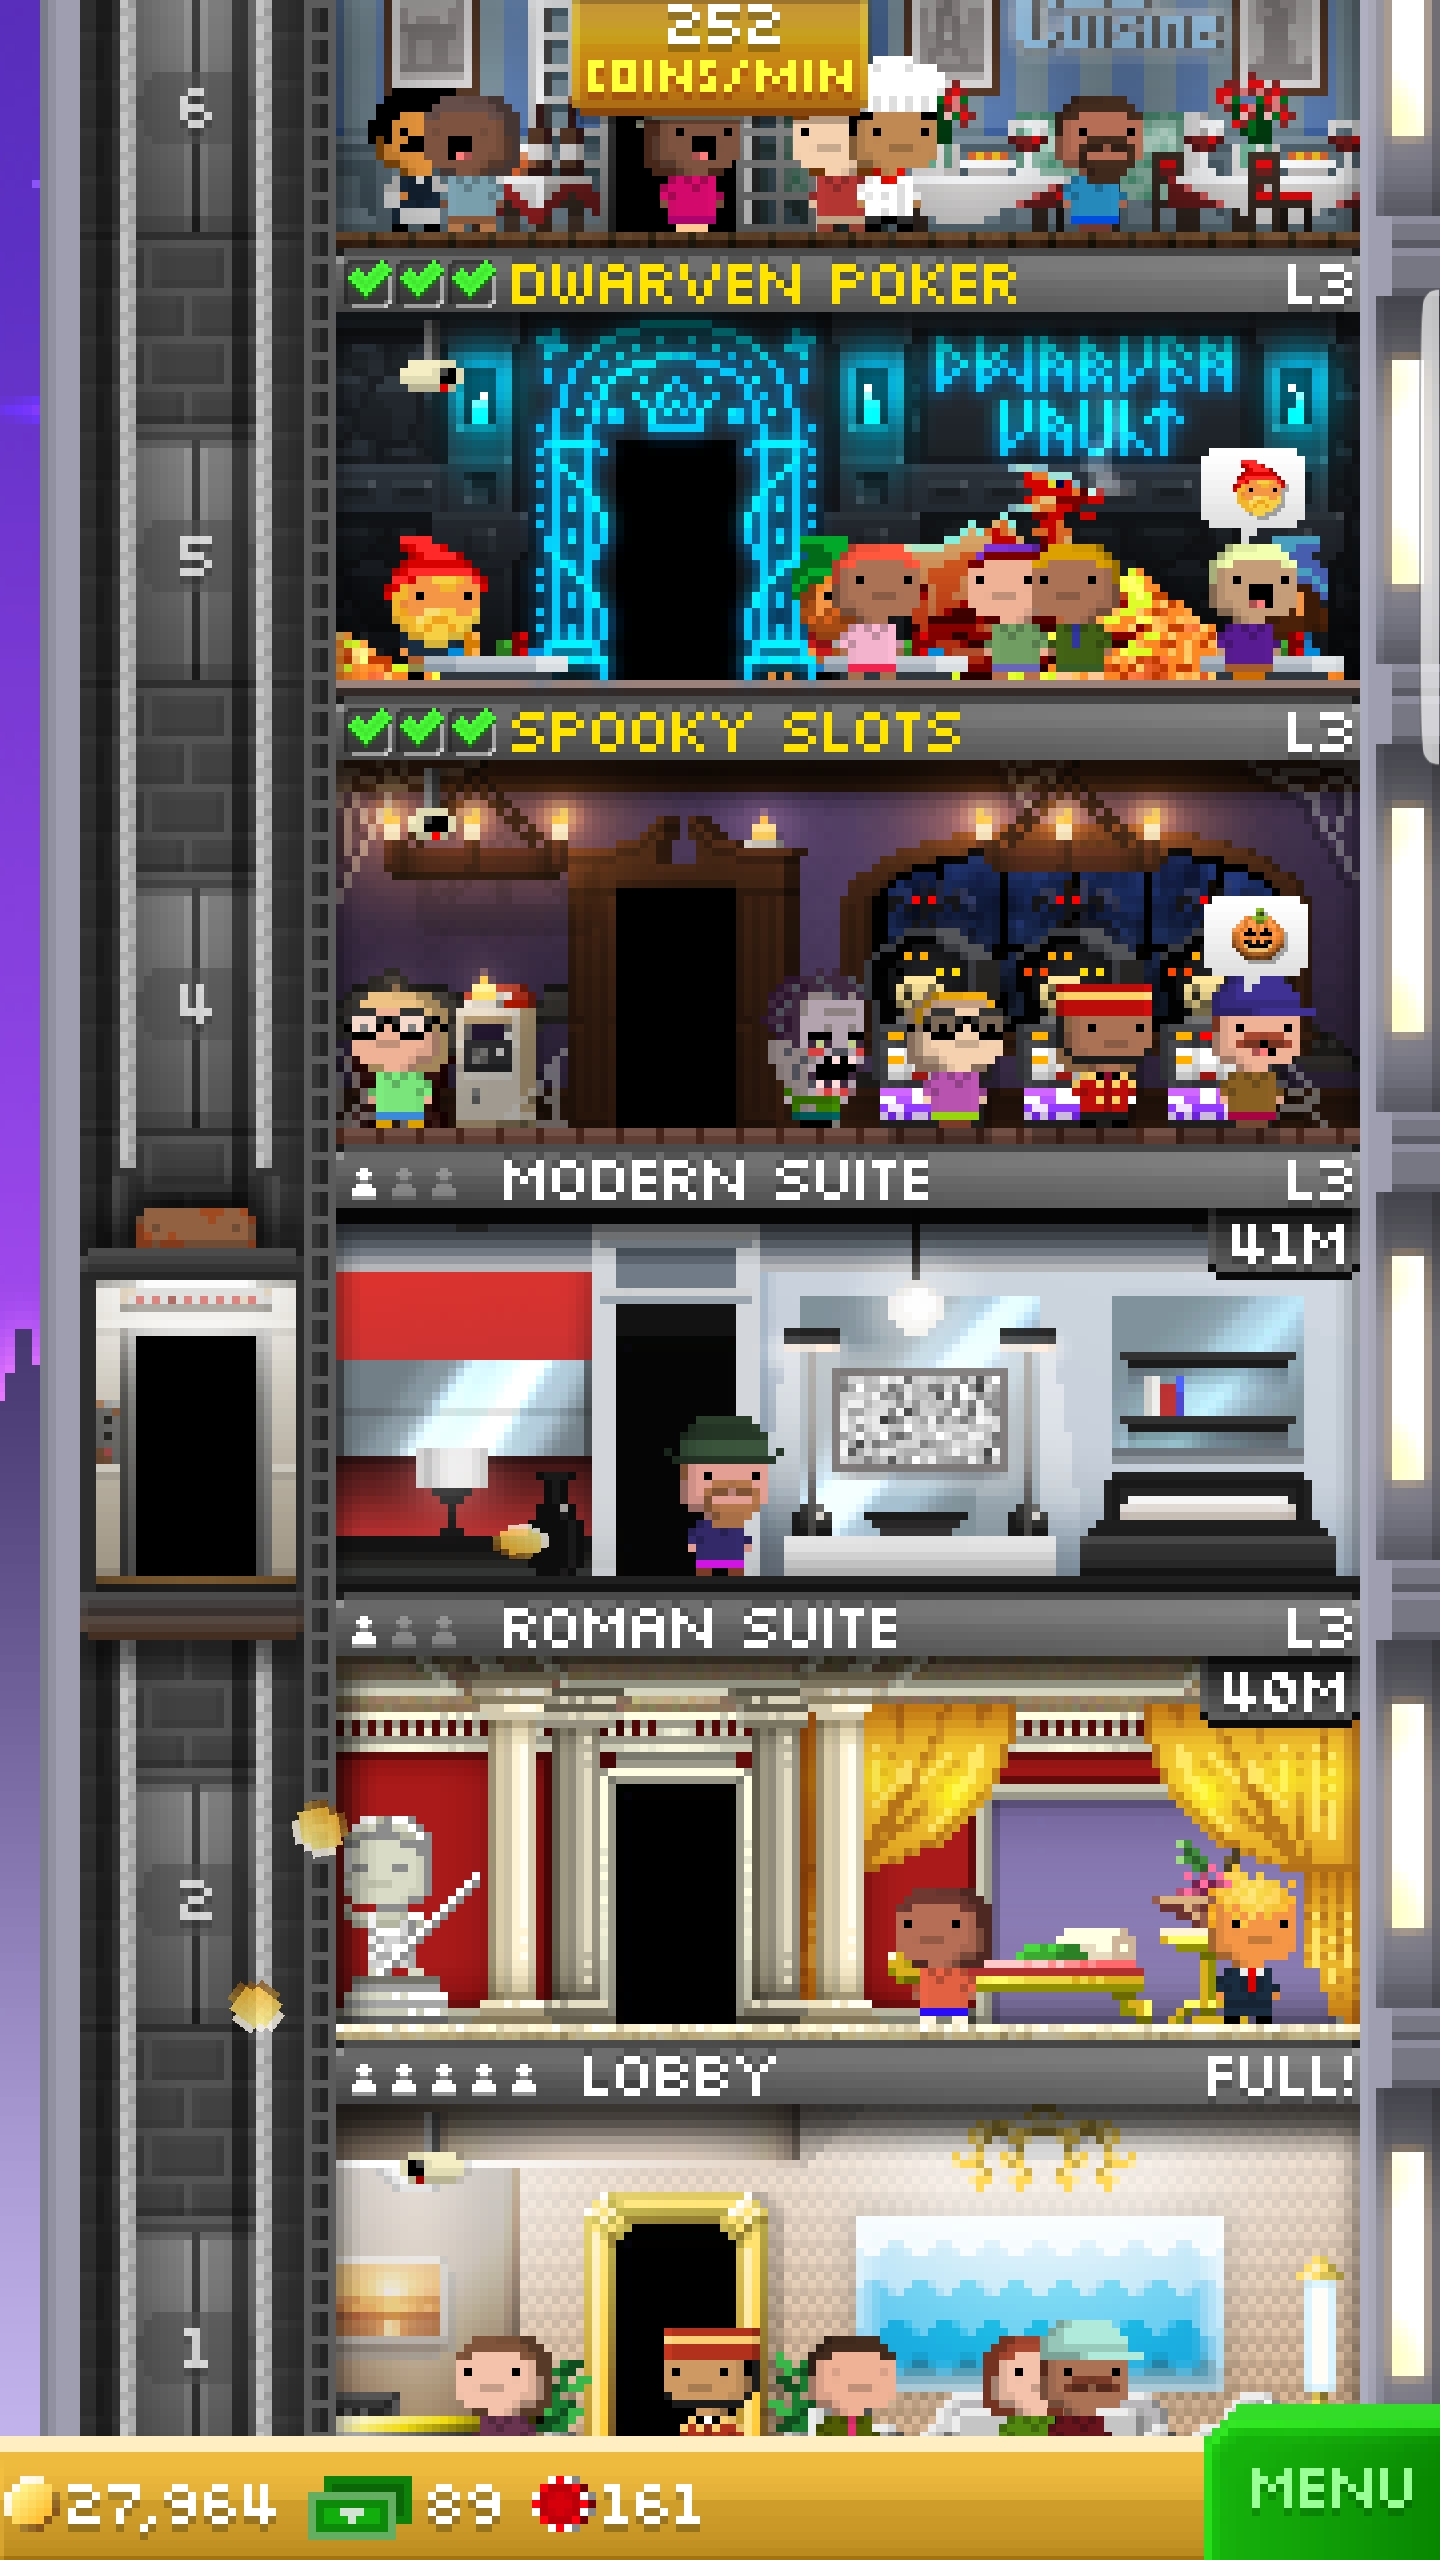 252
COINS/MIN
Cuisine
6
DWARVEN POKER L3
DWARVEN
VAULT
5
SPOOKY SLOTS L3
4
MODERN SUITE L3
41M
ROMAN SUITE L3
40M
2
LOBBY FULL!
1
27,964 89 161
MENU